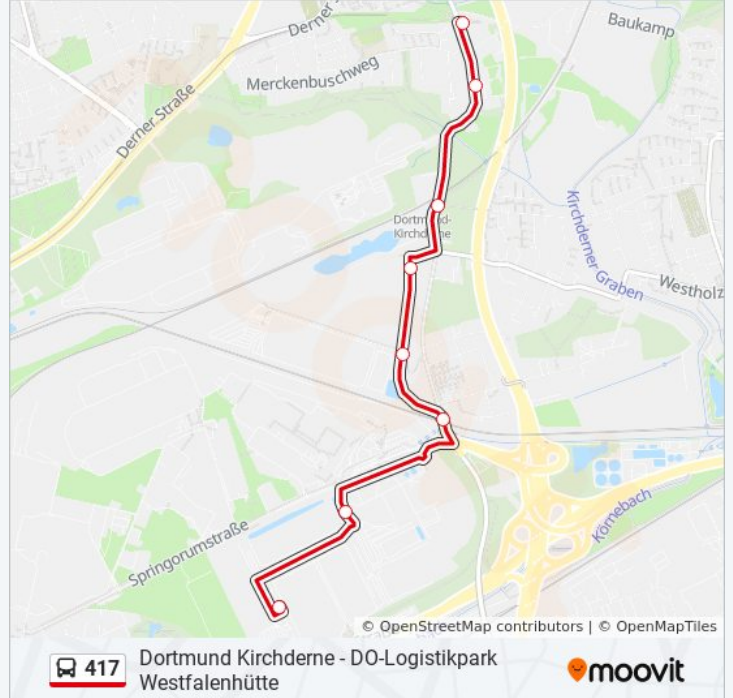 Derner
Baukamp
Merckenbuschweg
Derner Straße
Dortmund-
Kirchderne
Kirchderner Graben
Westholz
Körnebach
Springorumstraße
© OpenStreetMap contributors | © OpenMapTiles
417
Dortmund Kirchderne - DO-Logistikpark
Westfalenhütte
moovit